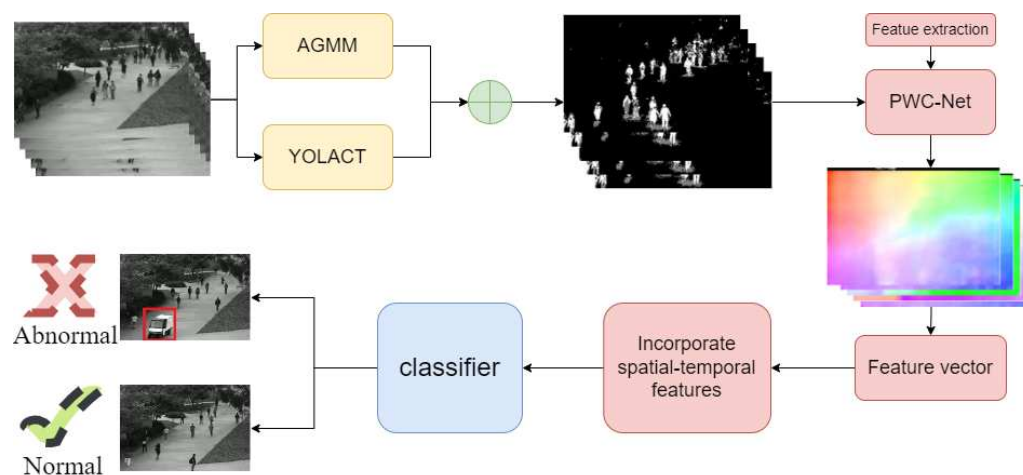 AGMM
YOLACT
Featue extraction
PWC-Net
Feature vector
Incorporate
spatial-temporal
features
classifier
Abnormal
Normal